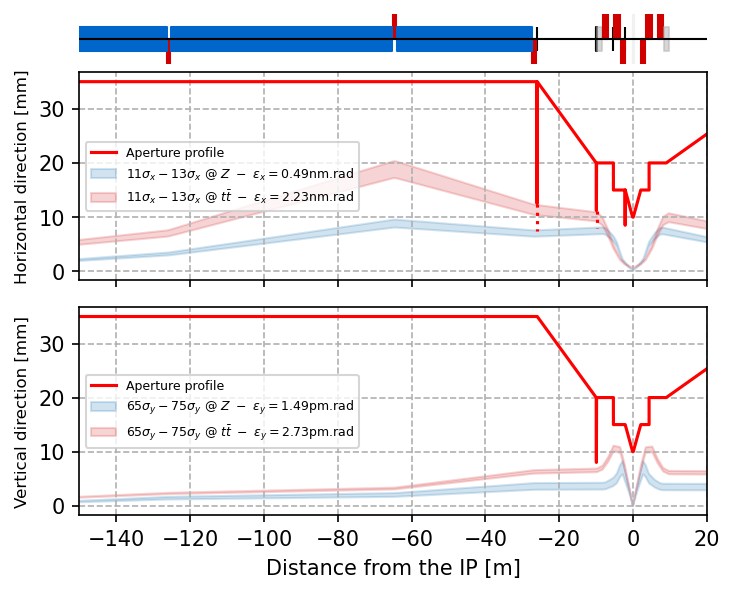 Horizontal direction [mm]
30
20
10
0
Aperture profile
11σx − 13σx @ Z − εx = 0.49nm.rad
11σx − 13σx @ tt̄ − εx = 2.23nm.rad
Vertical direction [mm]
30
20
10
0
Aperture profile
65σy − 75σy @ Z − εy = 1.49pm.rad
65σy − 75σy @ tt̄ − εy = 2.73pm.rad
−140 −120 −100 −80 −60 −40 −20 0 20
Distance from the IP [m]